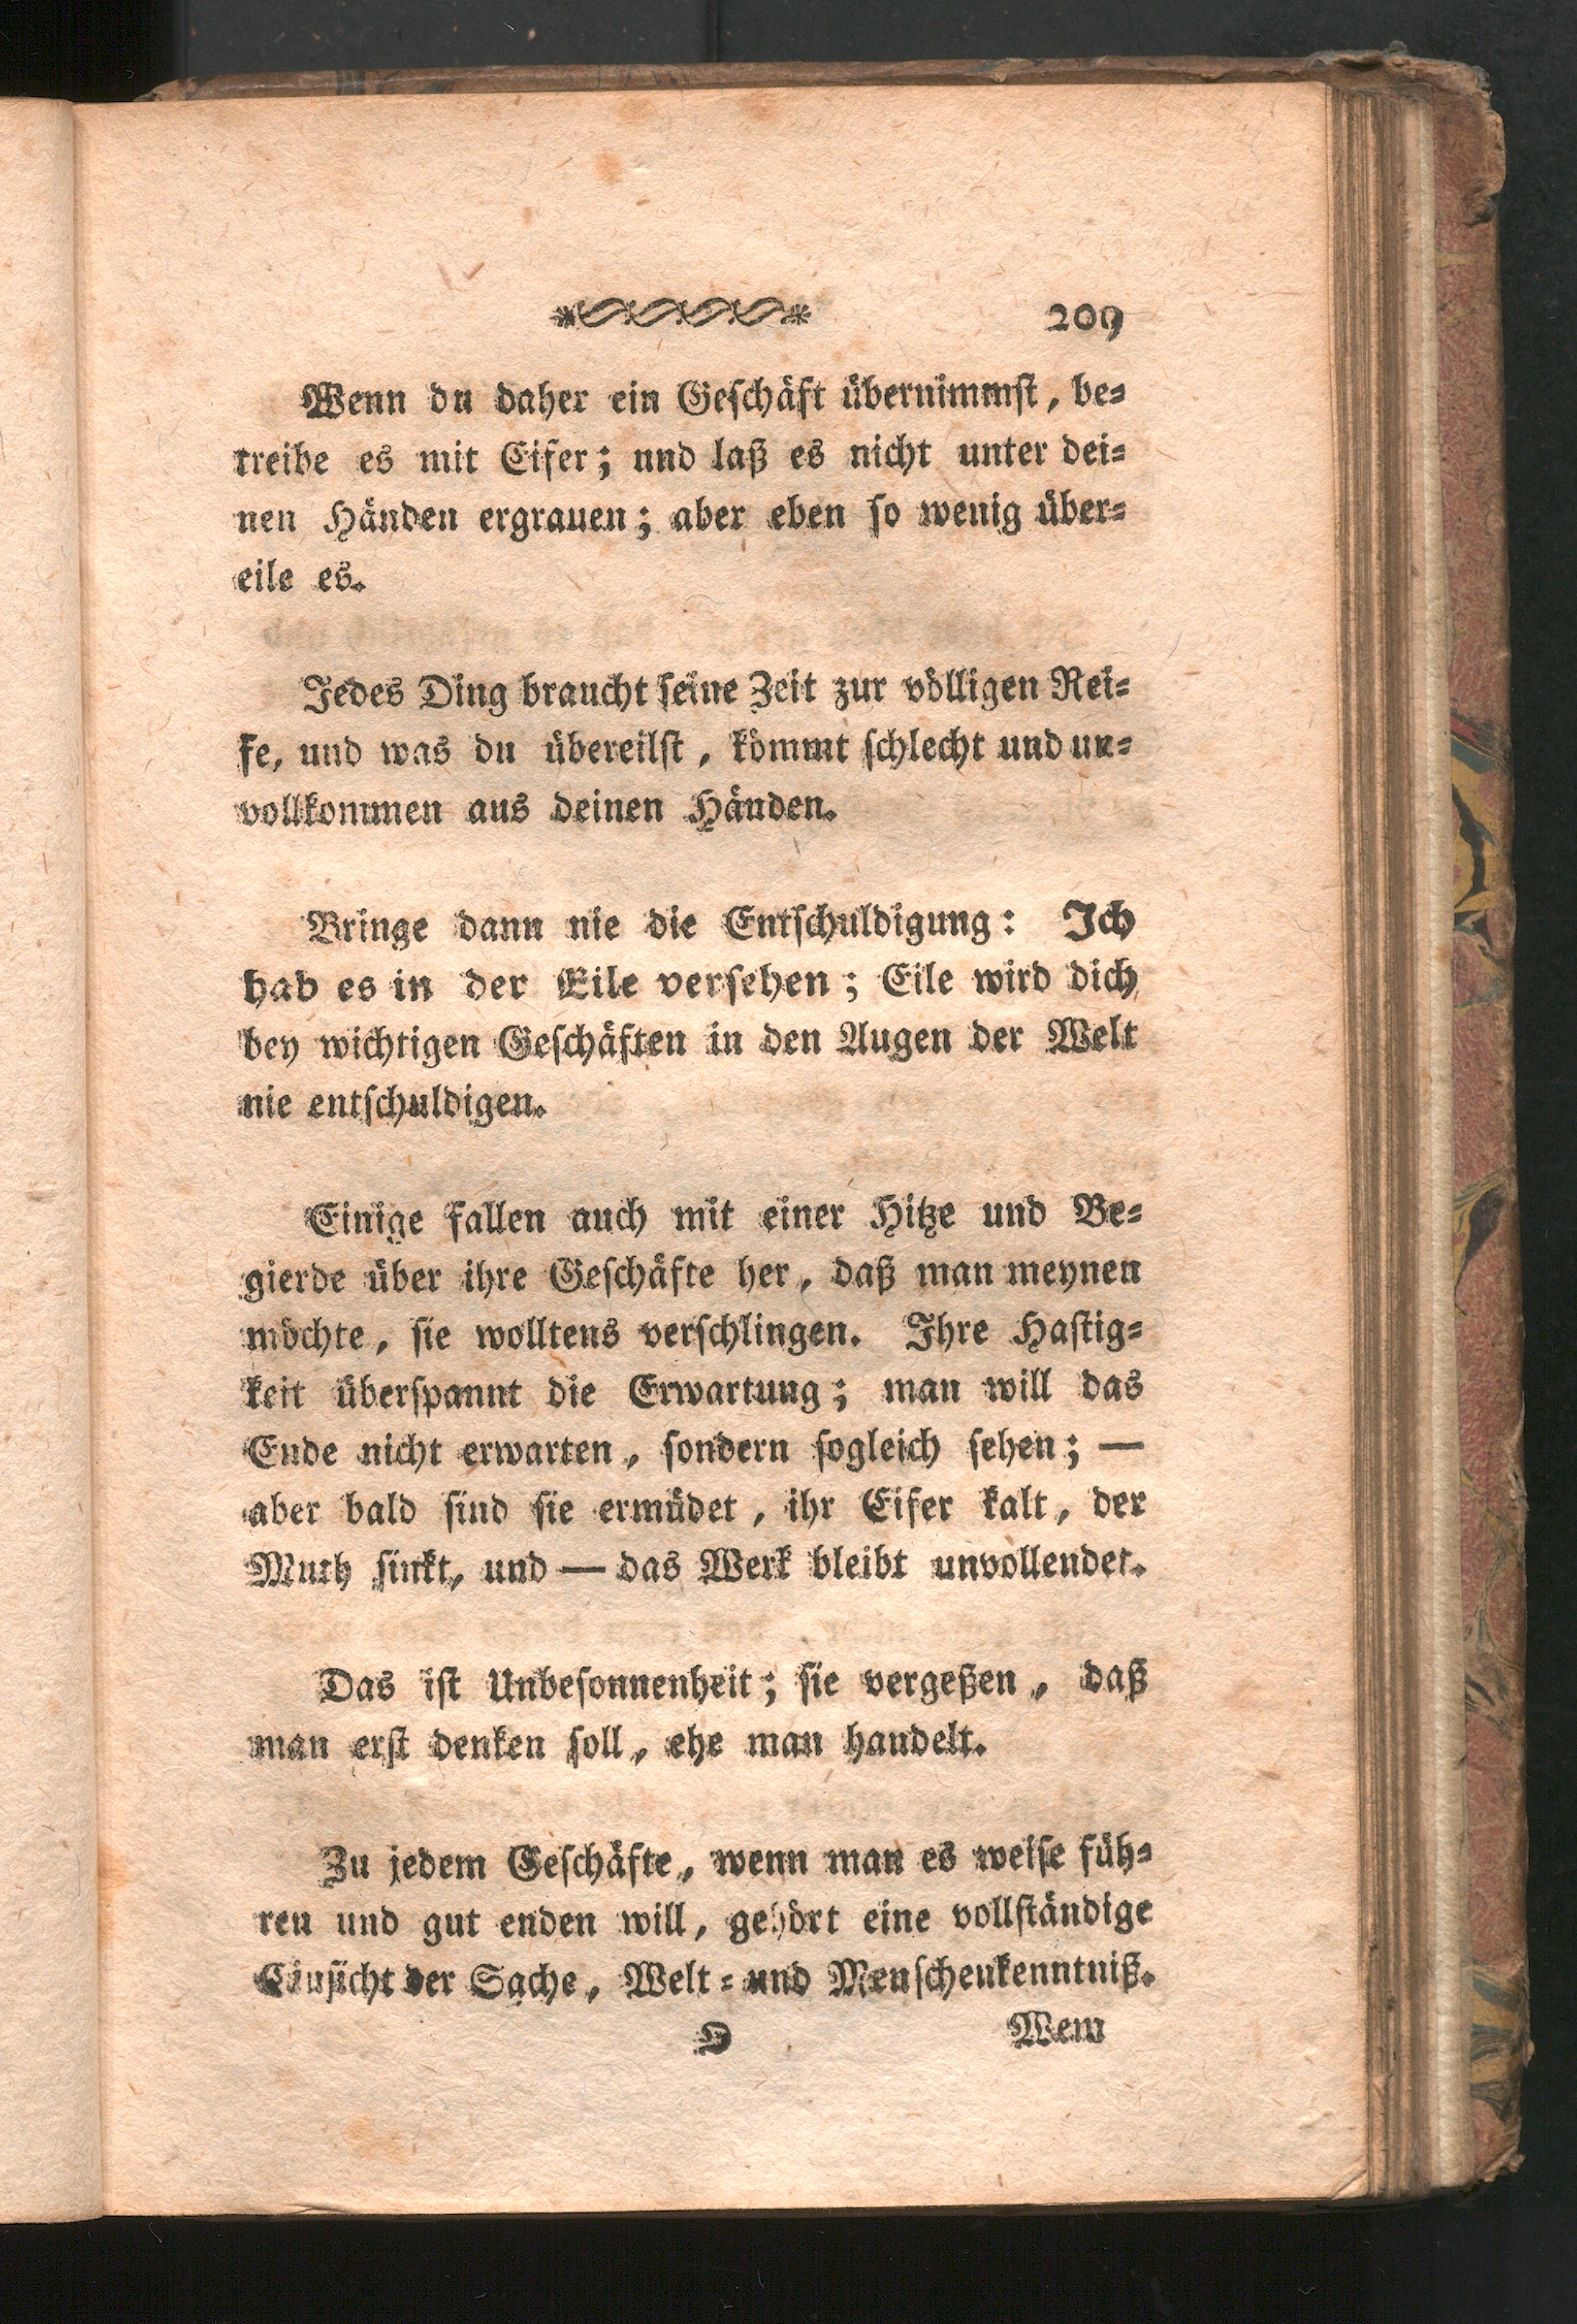 209
Wenn du daher ein Geschäft übernimmst, be-
treibe es mit Eifer; und laß es nicht unter dei-
nen Händen ergrauen; aber eben so wenig über-
eile es.
Jedes Ding braucht seine Zeit zur völligen Rei-
fe, und was du übereilst, kömmt schlecht und un-
vollkommen aus deinen Händen.
Bringe dann nie die Entschuldigung: Ich
hab es in der Eile versehen; Eile wird dich
bey wichtigen Geschäften in den Augen der Welt
nie entschuldigen.
Einige fallen auch mit einer Hitze und Be-
gierde über ihre Geschäfte her, daß man meynen
möchte, sie wolltens verschlingen. Ihre Hastig-
keit überspannt die Erwartung; man will das
Ende nicht erwarten, sondern sogleich sehen; —
aber bald sind sie ermüdet, ihr Eifer kalt, der
Muth sinkt, und — das Werk bleibt unvollendet.
Das ist Unbesonnenheit; sie vergeßen, daß
man erst denken soll, ehe man handelt.
Zu jedem Geschäfte, wenn man es weise füh-
ren und gut enden will, gehört eine vollständige
Einsicht der Sache, Welt- und Menschenkenntniß.
O Wem